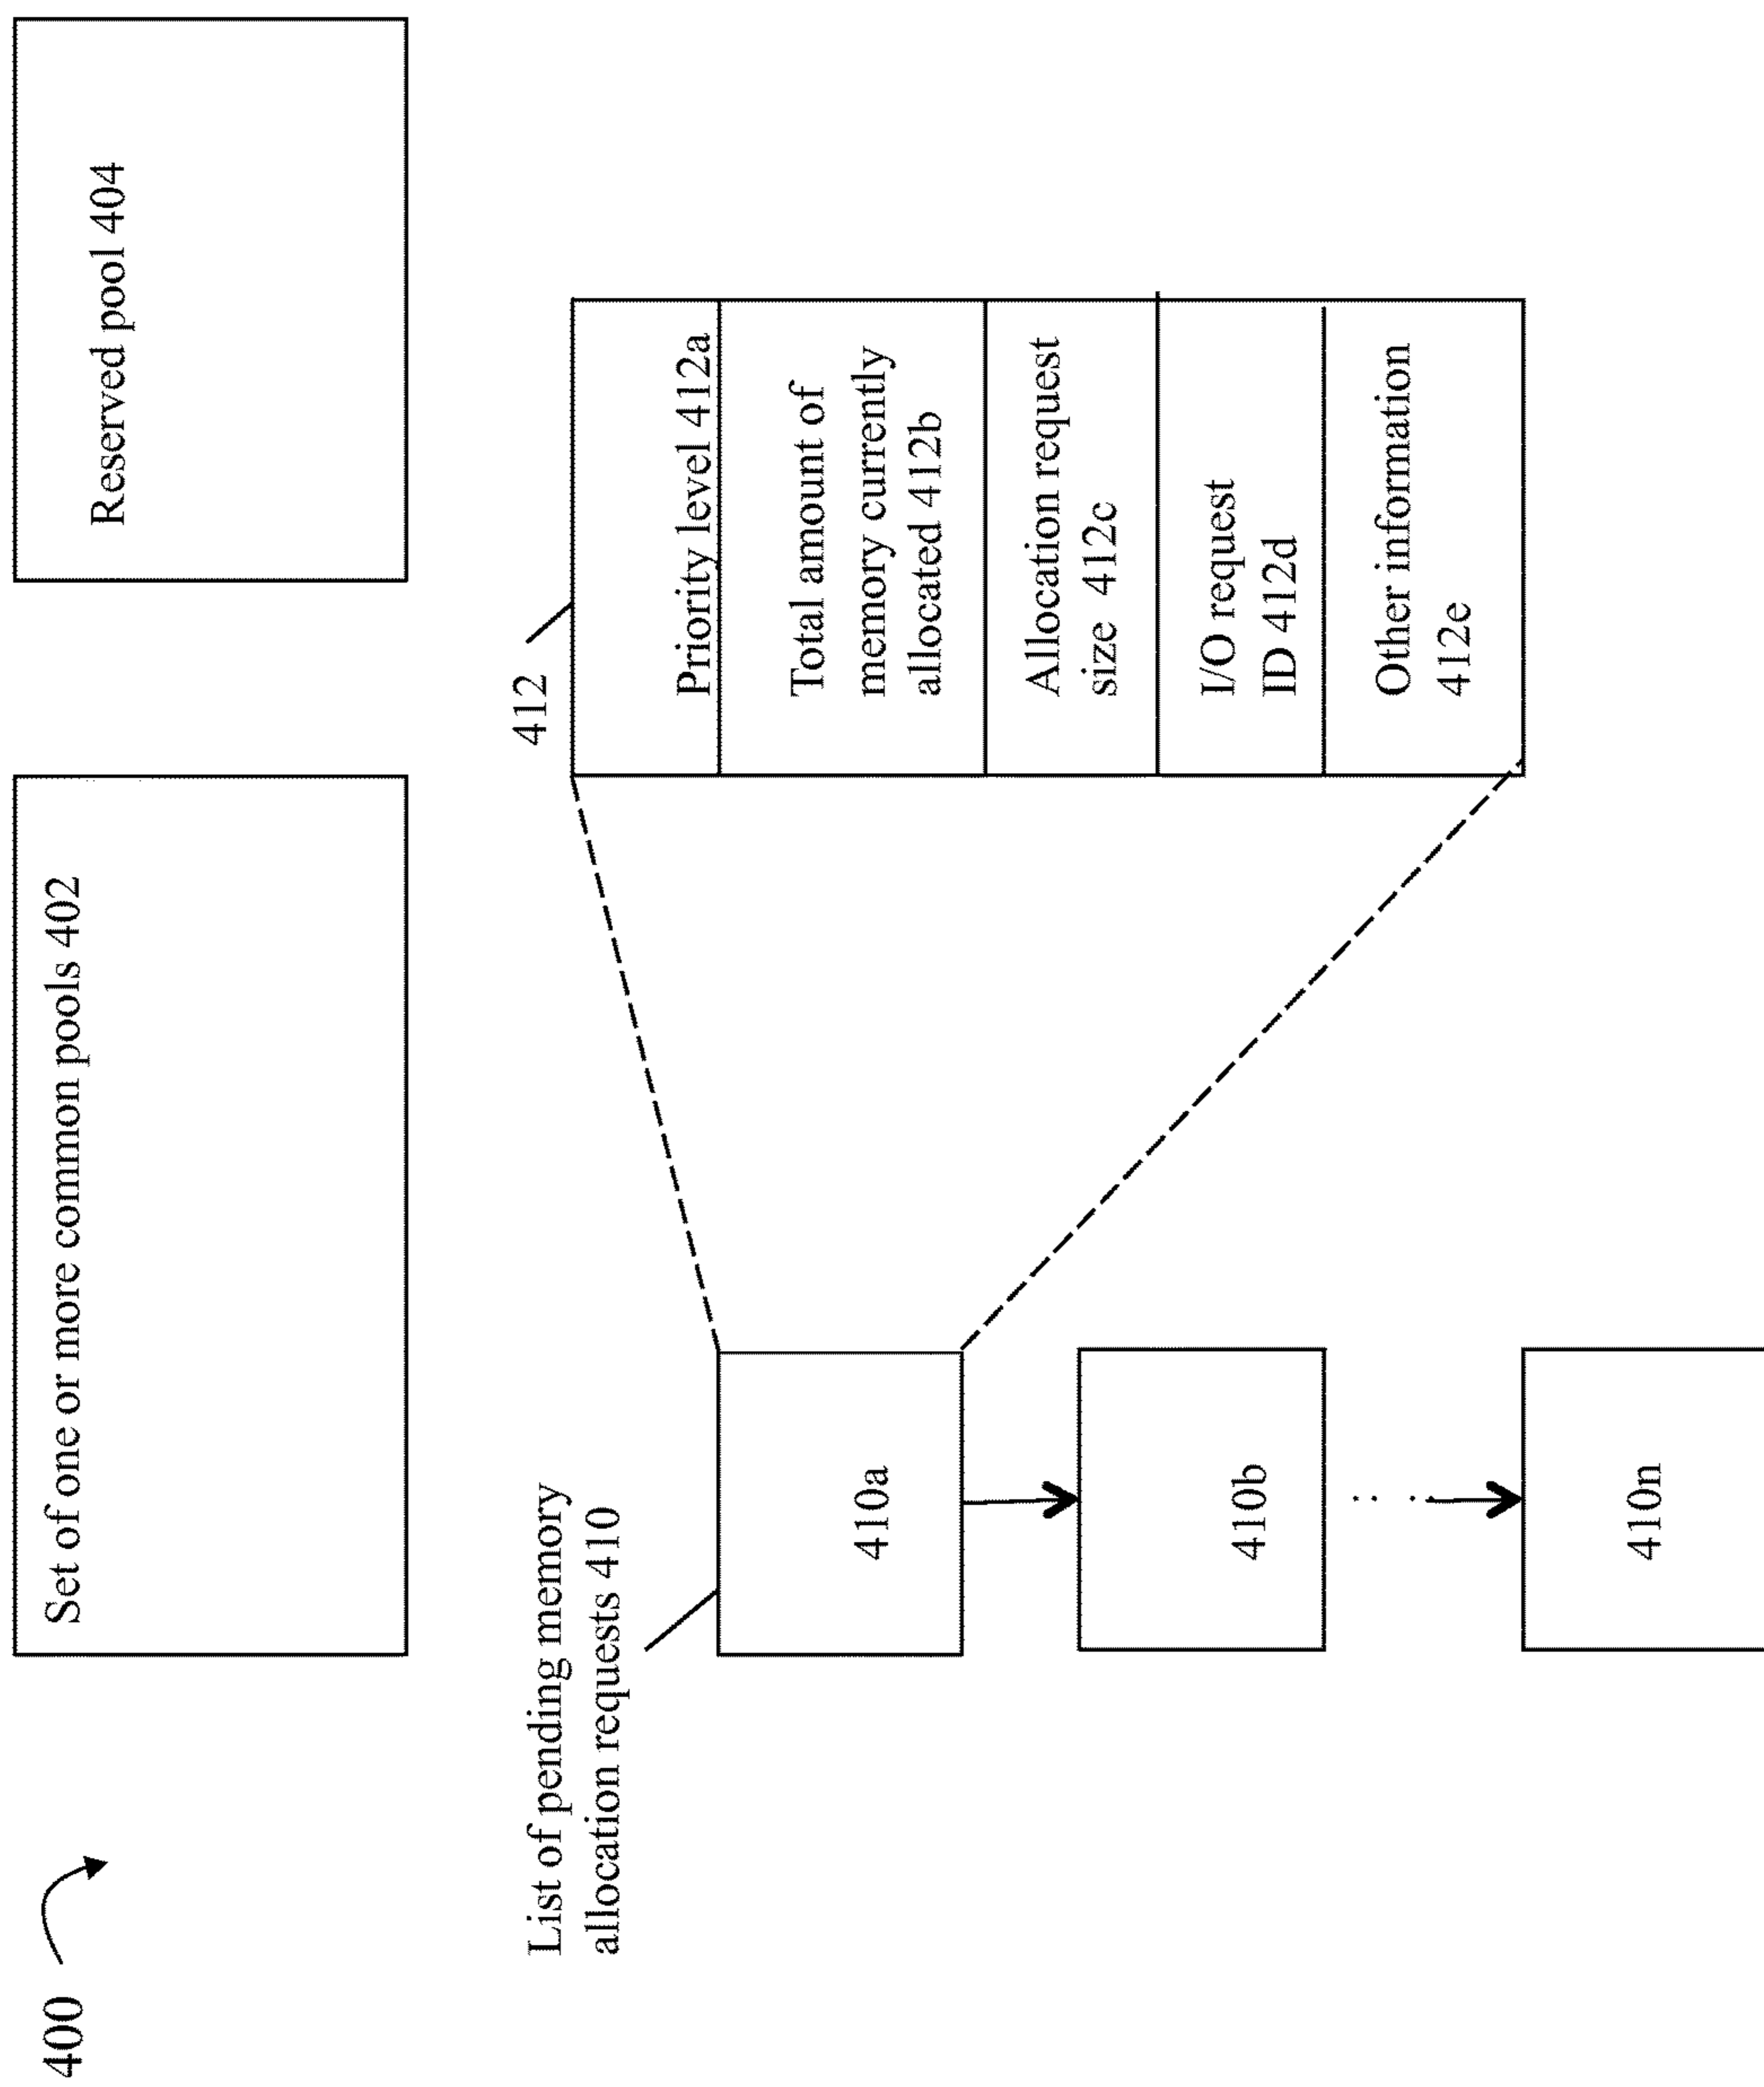 400
Set of one or more common pools 402
Reserved pool 404
List of pending memory
allocation requests 410
412
410a
410b
410n
Priority level 412a
Total amount of
memory currently
allocated 412b
Allocation request
size 412c
I/O request
ID 412d
Other information
412e